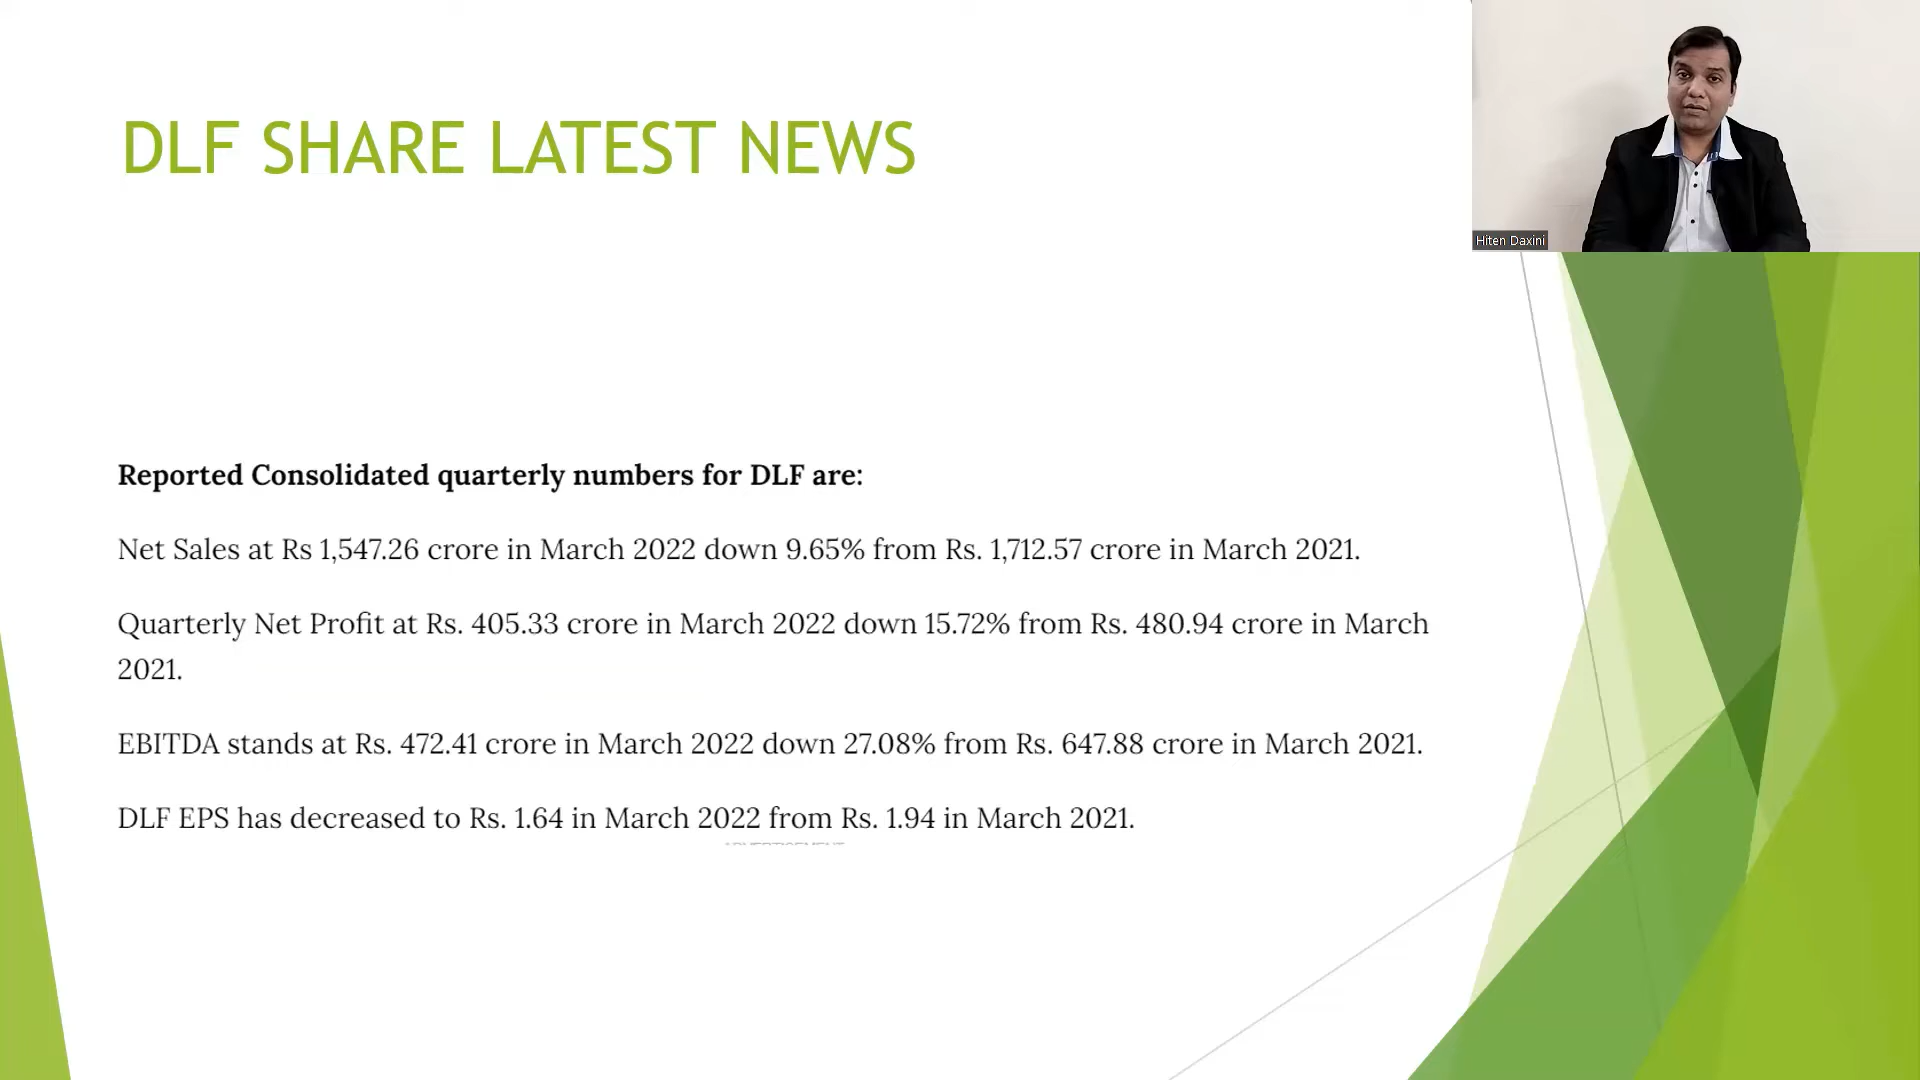 DLF SHARE LATEST NEWS
Hiten Daxini
Reported Consolidated quarterly numbers for DLF are:
Net Sales at Rs 1,547.26 crore in March 2022 down 9.65% from Rs. 1,712.57 crore in March 2021.
Quarterly Net Profit at Rs. 405.33 crore in March 2022 down 15.72% from Rs. 480.94 crore in March
2021.
EBITDA stands at Rs. 472.41 crore in March 2022 down 27.08% from Rs. 647.88 crore in March 2021.
DLF EPS has decreased to Rs. 1.64 in March 2022 from Rs. 1.94 in March 2021.